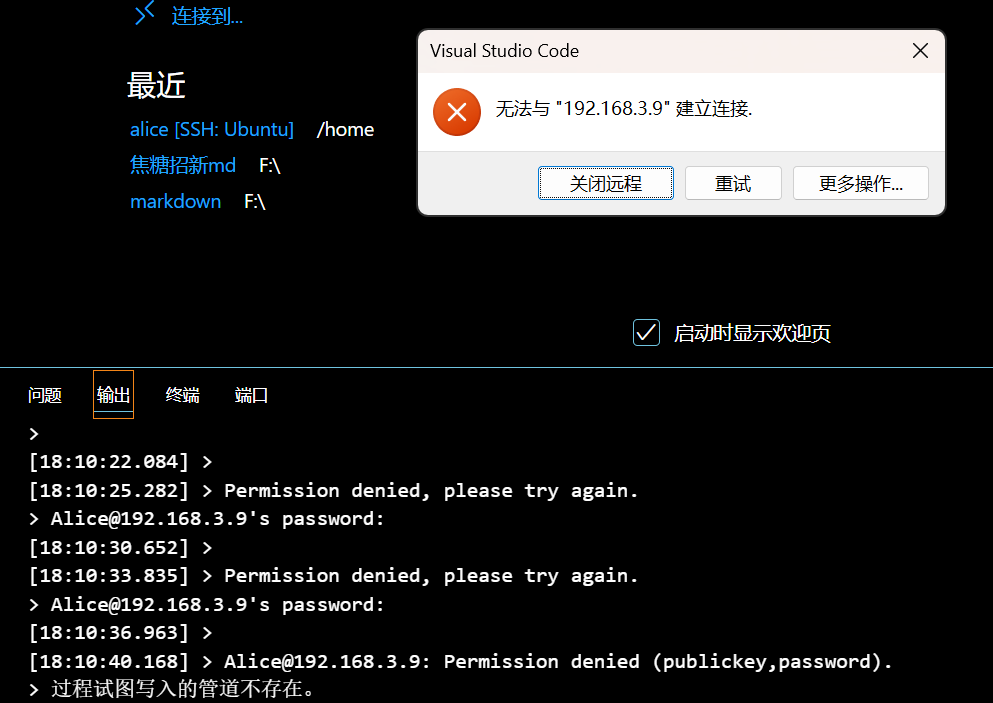 连接到...
最近
alice [SSH: Ubuntu] /home
焦糖招新md F:\
markdown F:\
Visual Studio Code
无法与 "192.168.3.9" 建立连接.
关闭远程 重试 更多操作...
启动时显示欢迎页
问题 输出 终端 端口
>
[18:10:22.084] >
[18:10:25.282] > Permission denied, please try again.
> Alice@192.168.3.9's password:
[18:10:30.652] >
[18:10:33.835] > Permission denied, please try again.
> Alice@192.168.3.9's password:
[18:10:36.963] >
[18:10:40.168] > Alice@192.168.3.9: Permission denied (publickey,password).
> 过程试图写入的管道不存在。